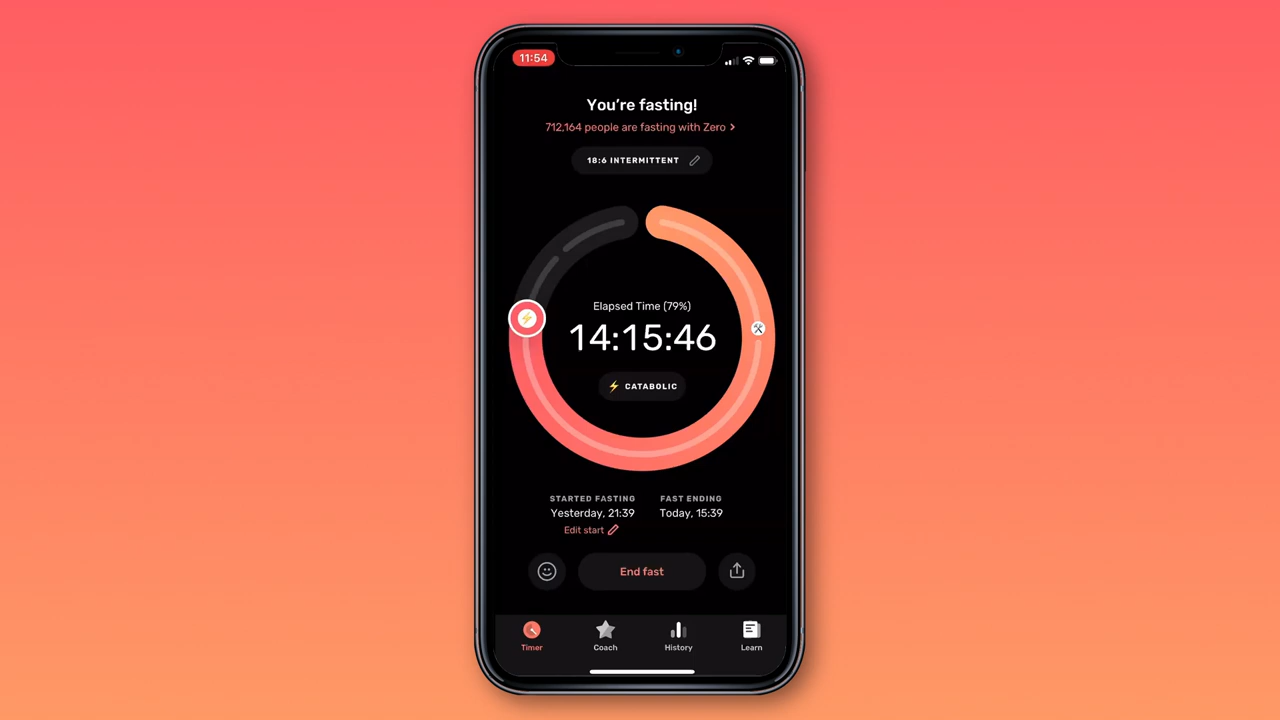 11:54
You're fasting!
712,164 people are fasting with Zero >
18:6 INTERMITTENT
Elapsed Time (79%)
14:15:46
⚡ CATABOLIC
STARTED FASTING
Yesterday, 21:39
Edit start
FAST ENDING
Today, 15:39
End fast
Timer
Coach
History
Learn